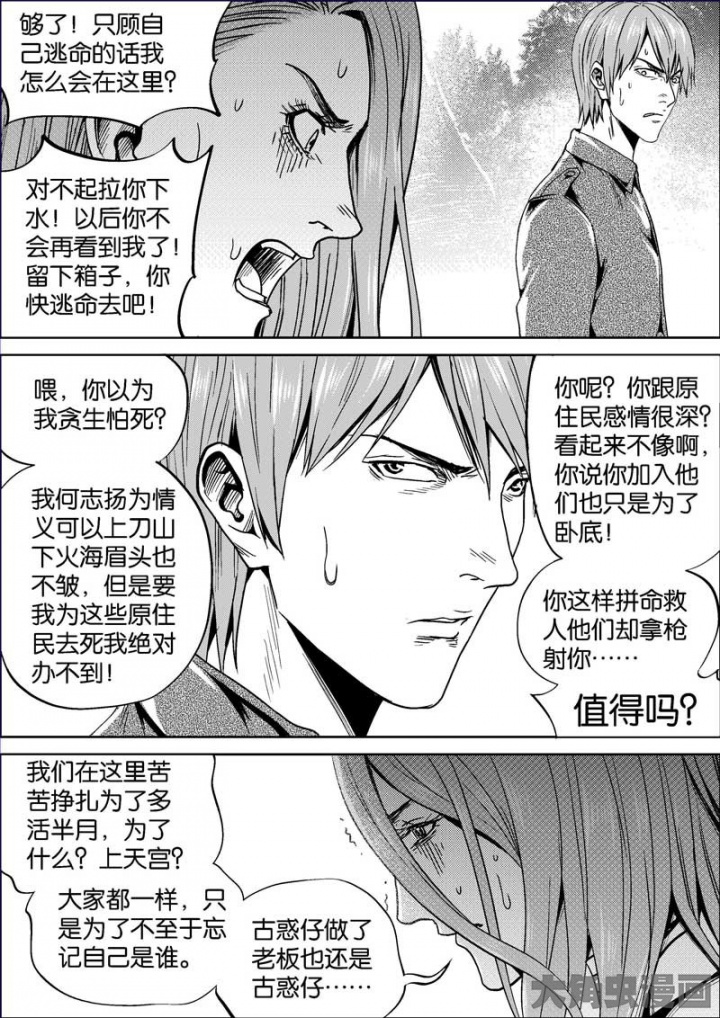 够了！只顾自
己逃命的话我
怎么会在这里？
对不起拉你下
水！以后你不
会再看到我了！
留下箱子，你
快逃命去吧！
喂，你以为
我贪生怕死？
我何志扬为情
义可以上刀山
下火海眉头也
不皱，但是要
我为这些原住
民去死我绝对
办不到！
你呢？你跟原
住民感情很深？
看起来不像啊，
你说你加入他
们也只是为了
卧底！
你这样拼命救
人他们却拿枪
射你……
值得吗？
我们在这里苦
苦挣扎为了多
活半月，为了
什么？上天宫？
大家都一样，只
是为了不至于忘
记自己是谁。
古惑仔做了
老板也还是
古惑仔……
大角虫漫画